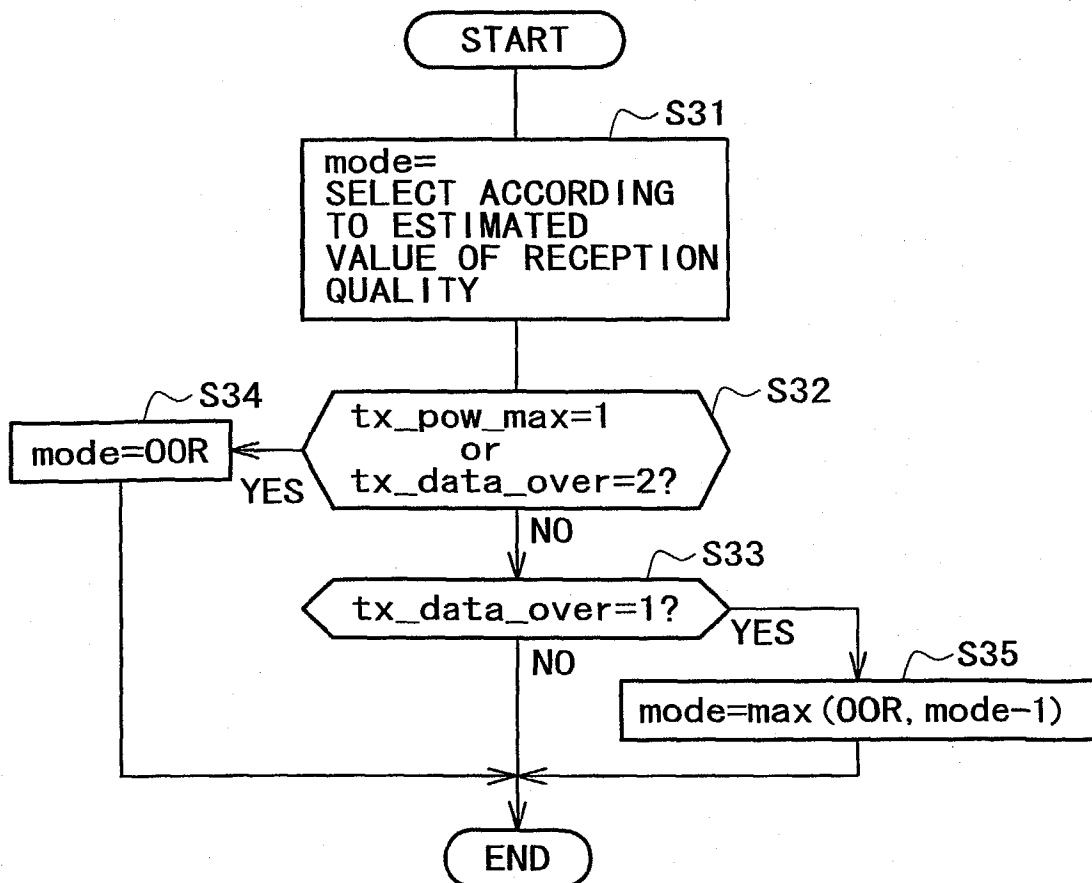 START
S31
mode=
SELECT ACCORDING
TO ESTIMATED
VALUE OF RECEPTION
QUALITY
S34
mode=OOR
YES
S32
tx_pow_max=1
or
tx_data_over=2?
NO
S33
tx_data_over=1?
YES
NO
S35
mode=max(OOR, mode-1)
END